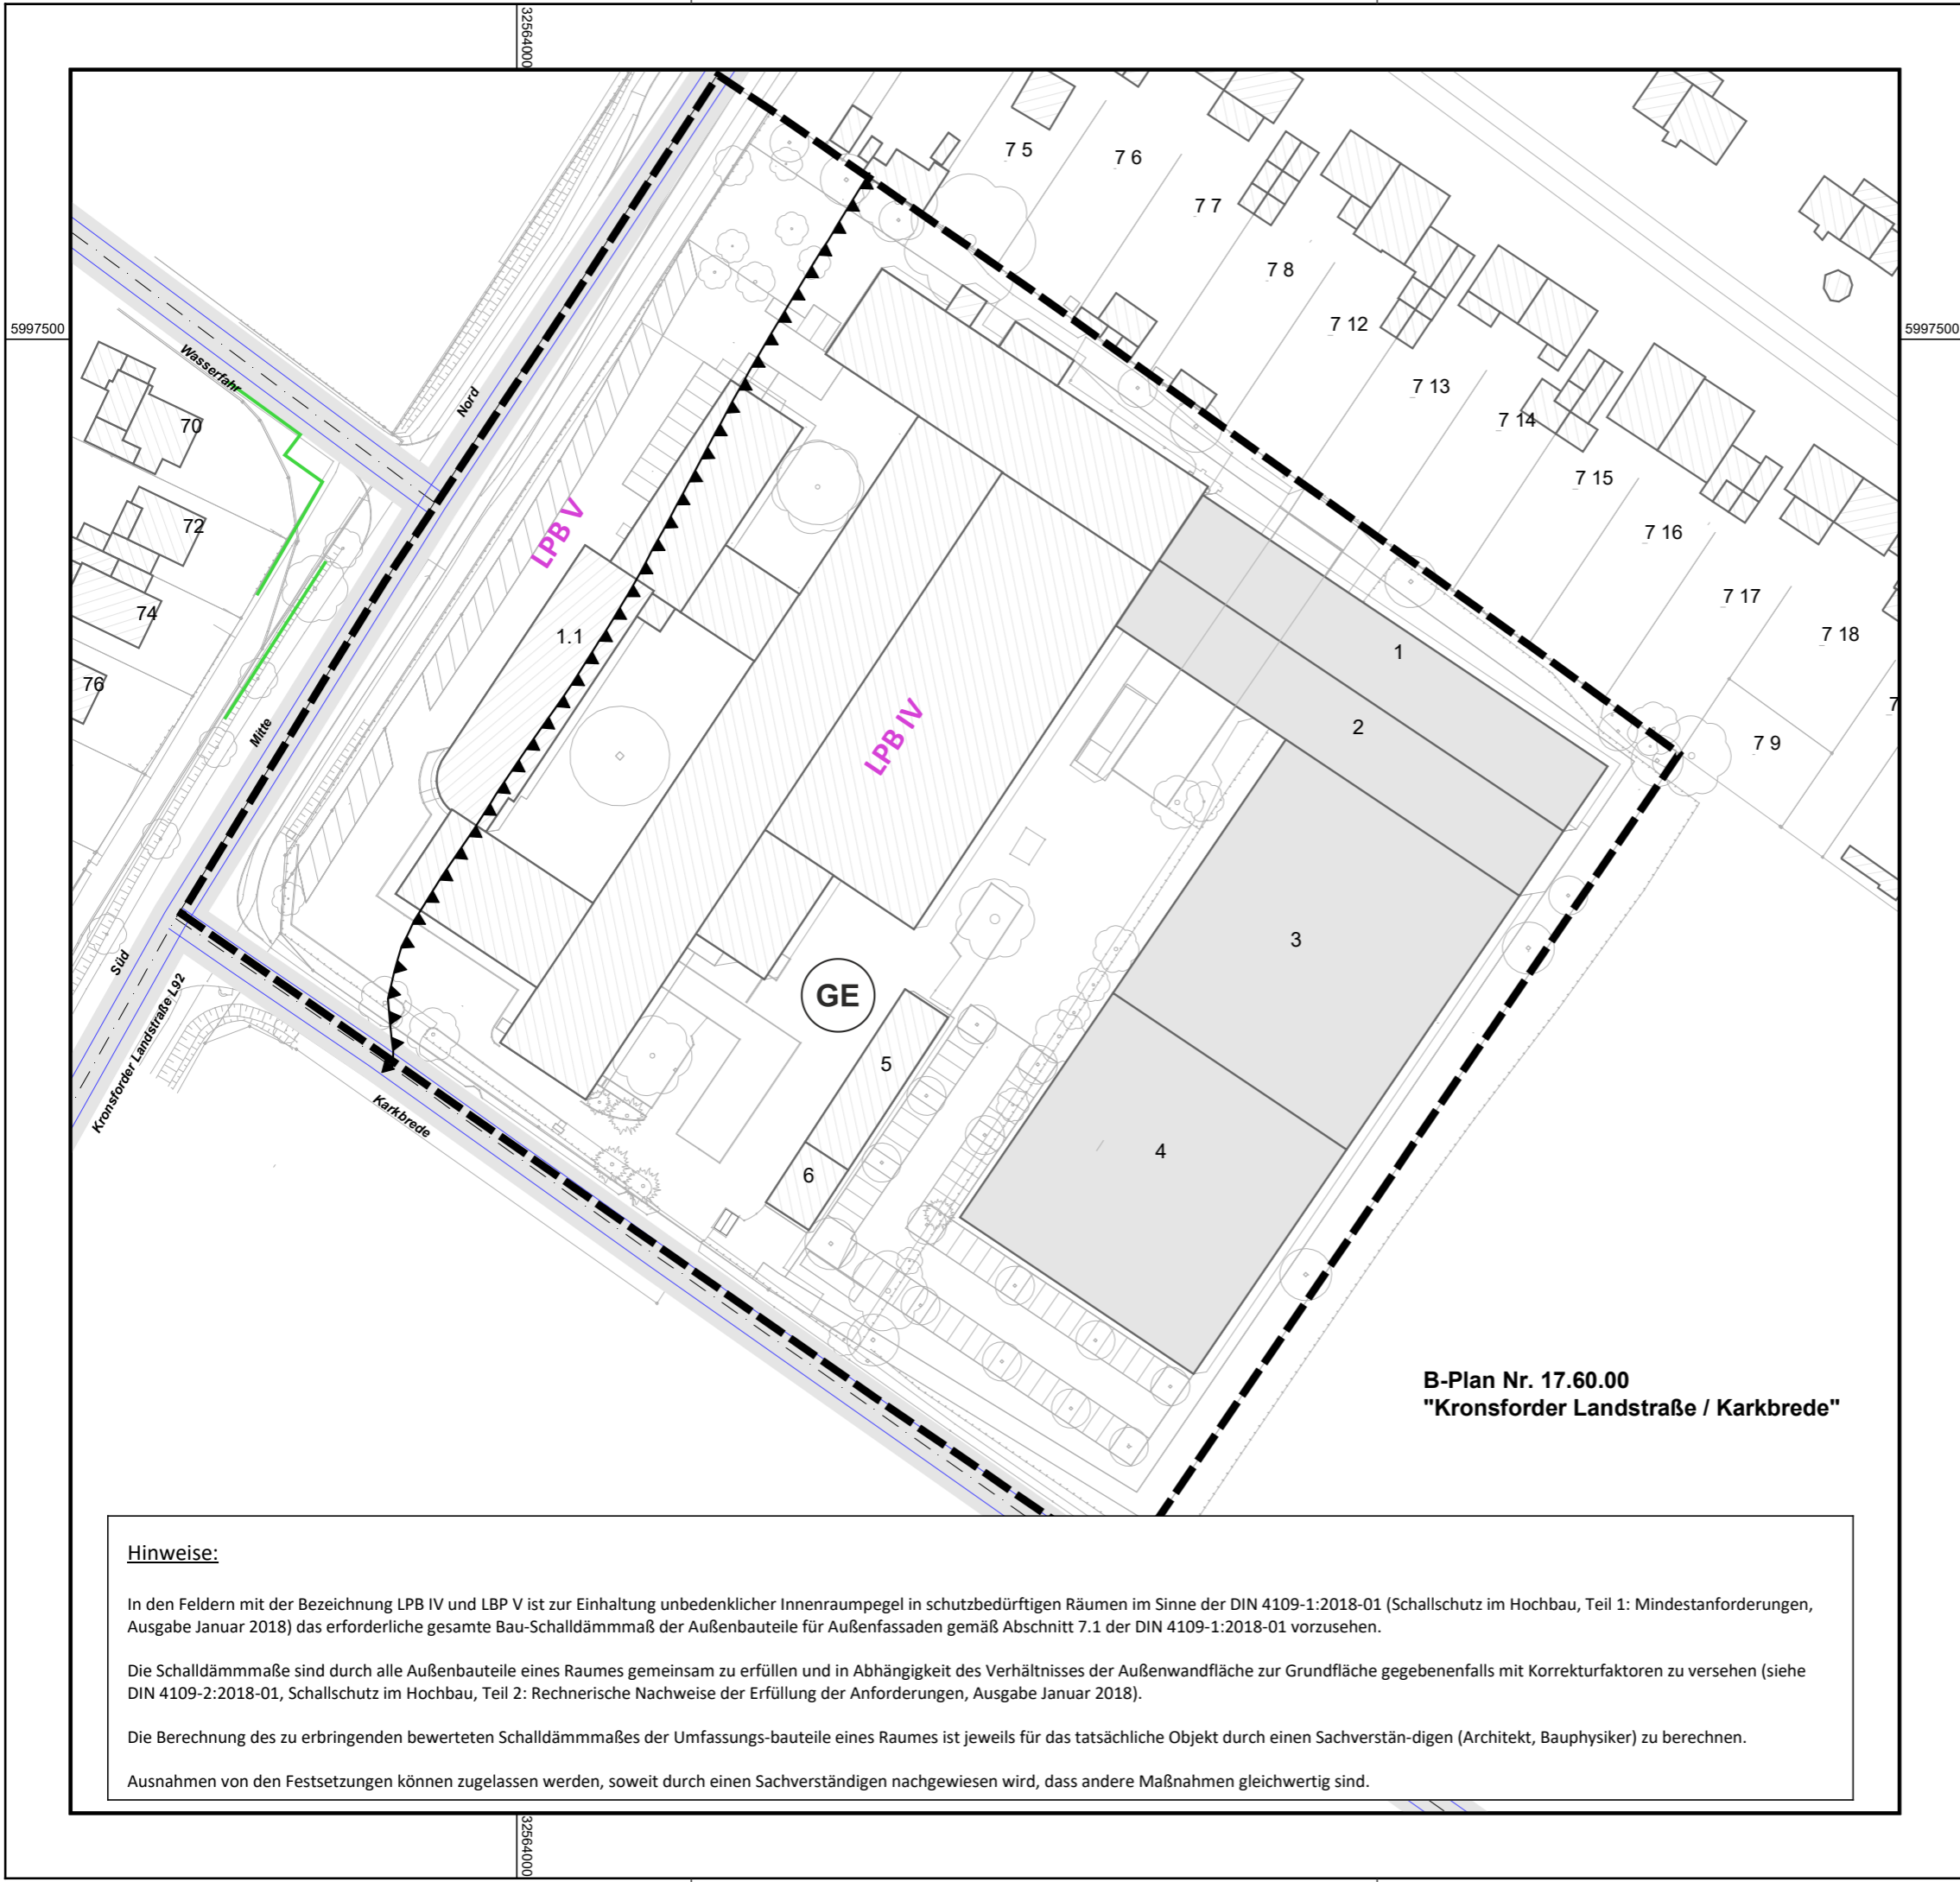 32564000
5997500
5997500
7 5
7 6
7 7
7 8
7 12
7 13
7 14
7 15
7 16
7 17
7 18
7 9
7
Wasserfahr
Nord
70
72
74
76
Mitte
Süd
Kronsforder Landstraße L92
Karkbrede
LPB V
LPB IV
1.1
1
2
3
4
5
6
GE
B-Plan Nr. 17.60.00
"Kronsforder Landstraße / Karkbrede"
Hinweise:
In den Feldern mit der Bezeichnung LPB IV und LBP V ist zur Einhaltung unbedenklicher Innenraumpegel in schutzbedürftigen Räumen im Sinne der DIN 4109-1:2018-01 (Schallschutz im Hochbau, Teil 1: Mindestanforderungen,
Ausgabe Januar 2018) das erforderliche gesamte Bau-Schalldämmmaß der Außenbauteile für Außenfassaden gemäß Abschnitt 7.1 der DIN 4109-1:2018-01 vorzusehen.
Die Schalldämmmaße sind durch alle Außenbauteile eines Raumes gemeinsam zu erfüllen und in Abhängigkeit des Verhältnisses der Außenwandfläche zur Grundfläche gegebenenfalls mit Korrekturfaktoren zu versehen (siehe
DIN 4109-2:2018-01, Schallschutz im Hochbau, Teil 2: Rechnerische Nachweise der Erfüllung der Anforderungen, Ausgabe Januar 2018).
Die Berechnung des zu erbringenden bewerteten Schalldämmmaßes der Umfassungs-bauteile eines Raumes ist jeweils für das tatsächliche Objekt durch einen Sachverstän-digen (Architekt, Bauphysiker) zu berechnen.
Ausnahmen von den Festsetzungen können zugelassen werden, soweit durch einen Sachverständigen nachgewiesen wird, dass andere Maßnahmen gleichwertig sind.
32564000